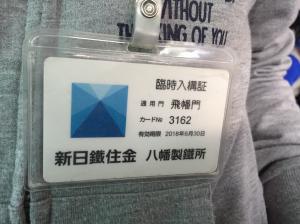 WITHOUT
THINKING OF YOU
臨時入構証
適用門 飛幡門
カードNo 3162
有効期限 2018年6月30日
新日鐵住金 八幡製鐵所